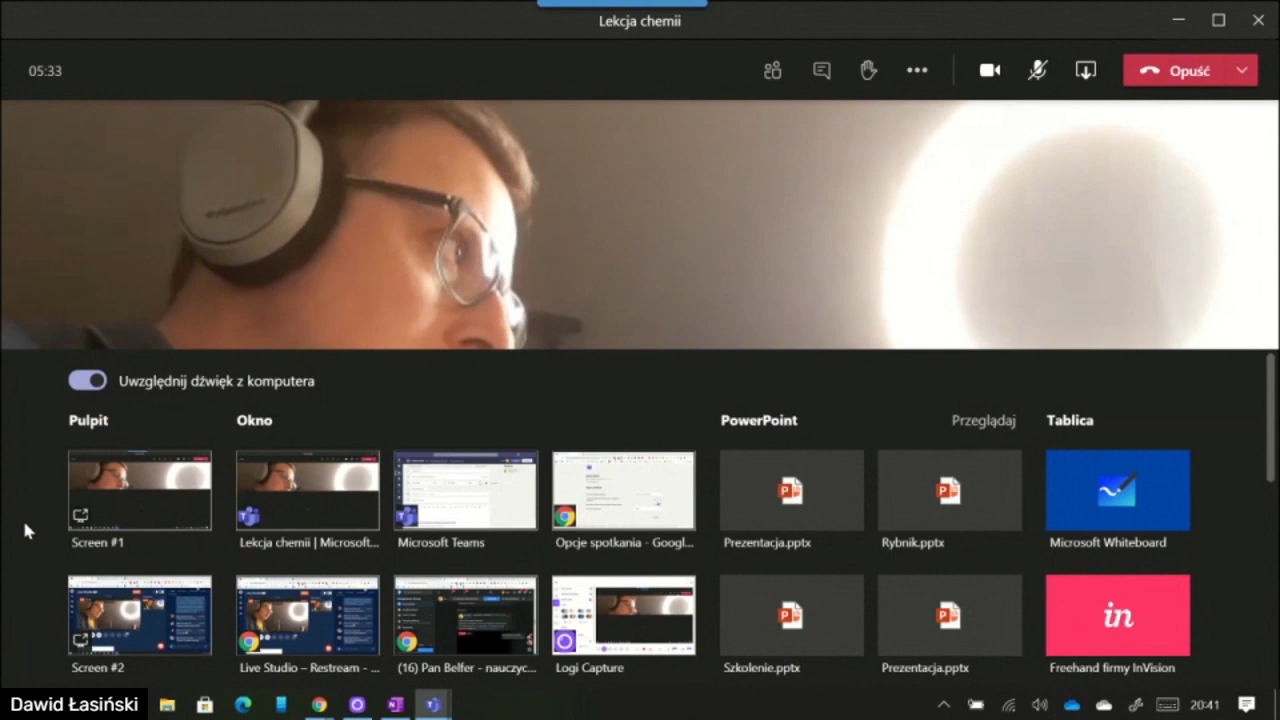 Lekcja chemii
05:33
Opuść
Uwzględnij dźwięk z komputera
Pulpit
Okno
PowerPoint
Przeglądaj
Tablica
Screen #1
Lekcja chemii | Microsoft...
Microsoft Teams
Opcje spotkania - Googl...
Prezentacja.pptx
Rybnik.pptx
Microsoft Whiteboard
in
Screen #2
Live Studio – Restream - ...
(16) Pan Belfer - nauczyc...
Logi Capture
Szkolenie.pptx
Prezentacja.pptx
Freehand firmy InVision
Dawid Łasiński
20:41